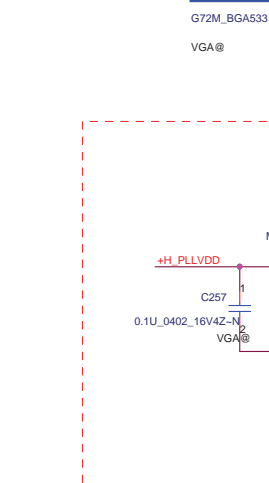 G72M_BGA533
VGA@
+H_PLLVDD
1
C257
0.1U_0402_16V4Z~N
2
VGA@